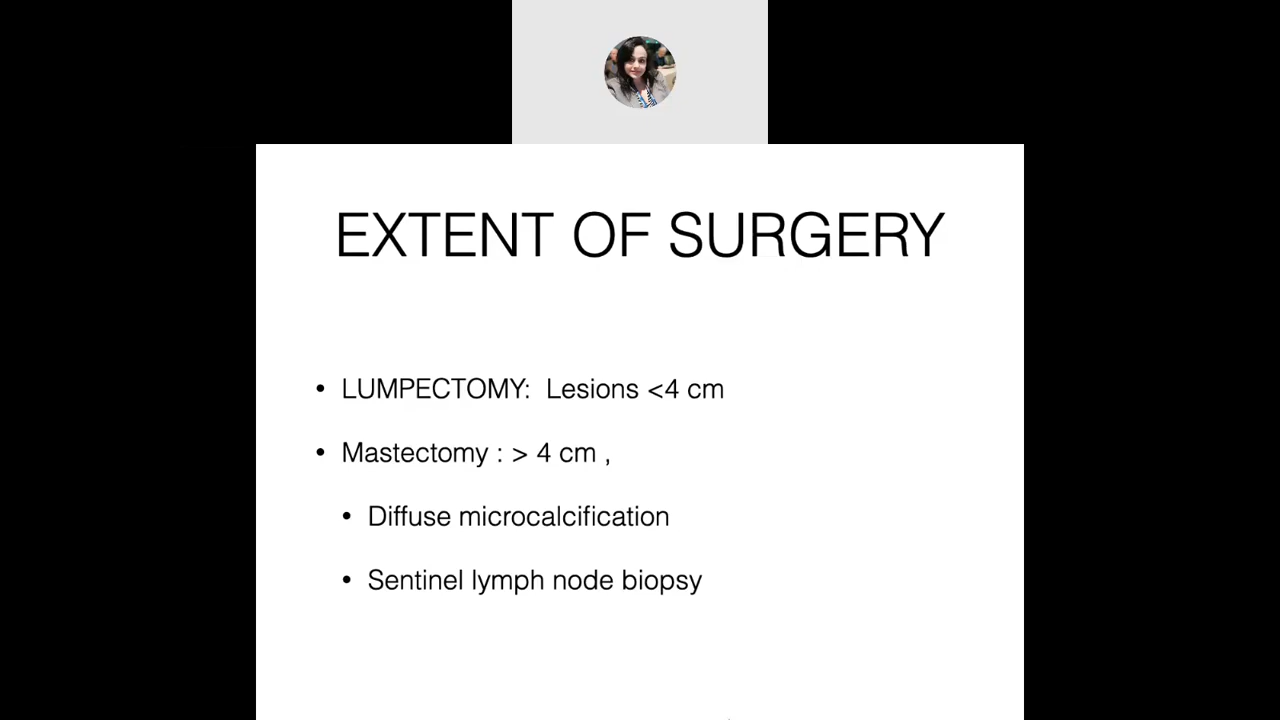 EXTENT OF SURGERY
• LUMPECTOMY: Lesions <4 cm
• Mastectomy : > 4 cm ,
• Diffuse microcalcification
• Sentinel lymph node biopsy